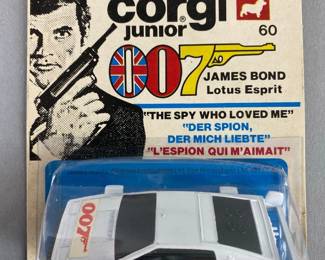 corgi
junior®
007
60
JAMES BOND
Lotus Esprit
"THE SPY WHO LOVED ME"
"DER SPION,
DER MICH LIEBTE"
"L'ESPION QUI M'AIMAIT"
007